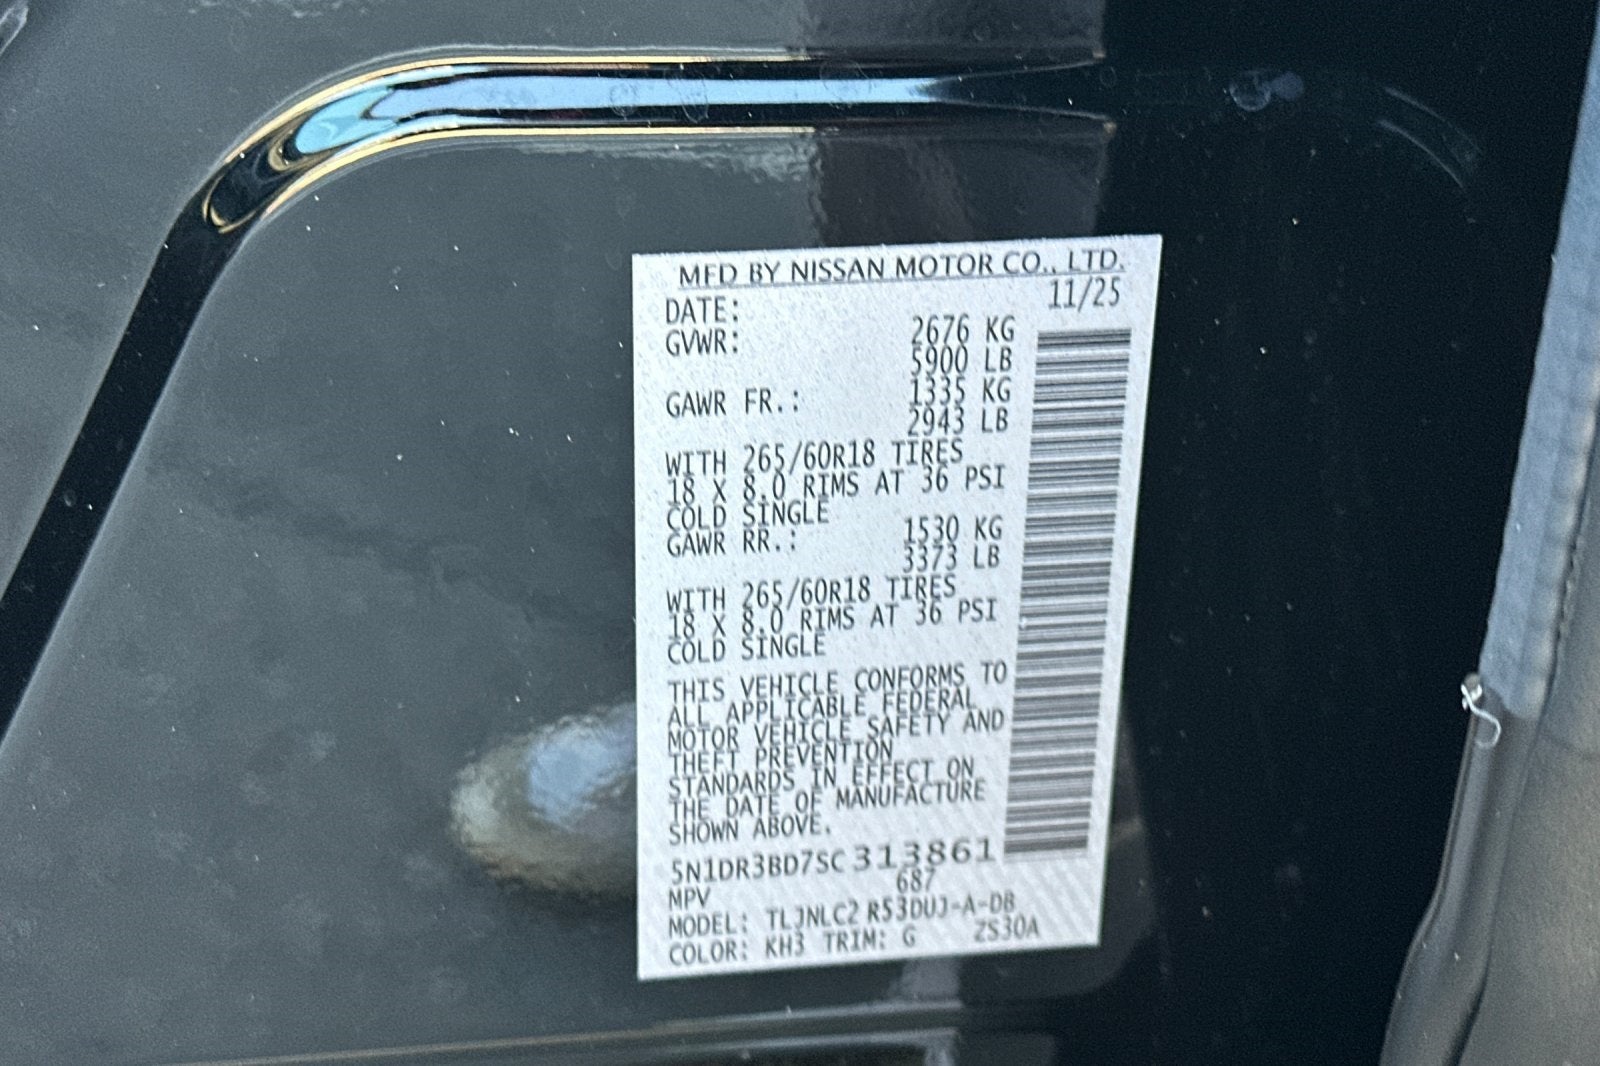 MFD BY NISSAN MOTOR CO., LTD.
DATE: 11/25
GVWR: 2676 KG
5900 LB
GAWR FR.: 1335 KG
2943 LB
WITH 265/60R18 TIRES
18 X 8.0 RIMS AT 36 PSI
COLD SINGLE
GAWR RR.: 1530 KG
3373 LB
WITH 265/60R18 TIRES
18 X 8.0 RIMS AT 36 PSI
COLD SINGLE
THIS VEHICLE CONFORMS TO
ALL APPLICABLE FEDERAL
MOTOR VEHICLE SAFETY AND
THEFT PREVENTION
STANDARDS IN EFFECT ON
THE DATE OF MANUFACTURE
SHOWN ABOVE.
5N1DR3BD7SC313861
MPV 687
MODEL: TLJNLC2 R53DUJ-A-DB
COLOR: KH3 TRIM: G ZS30A